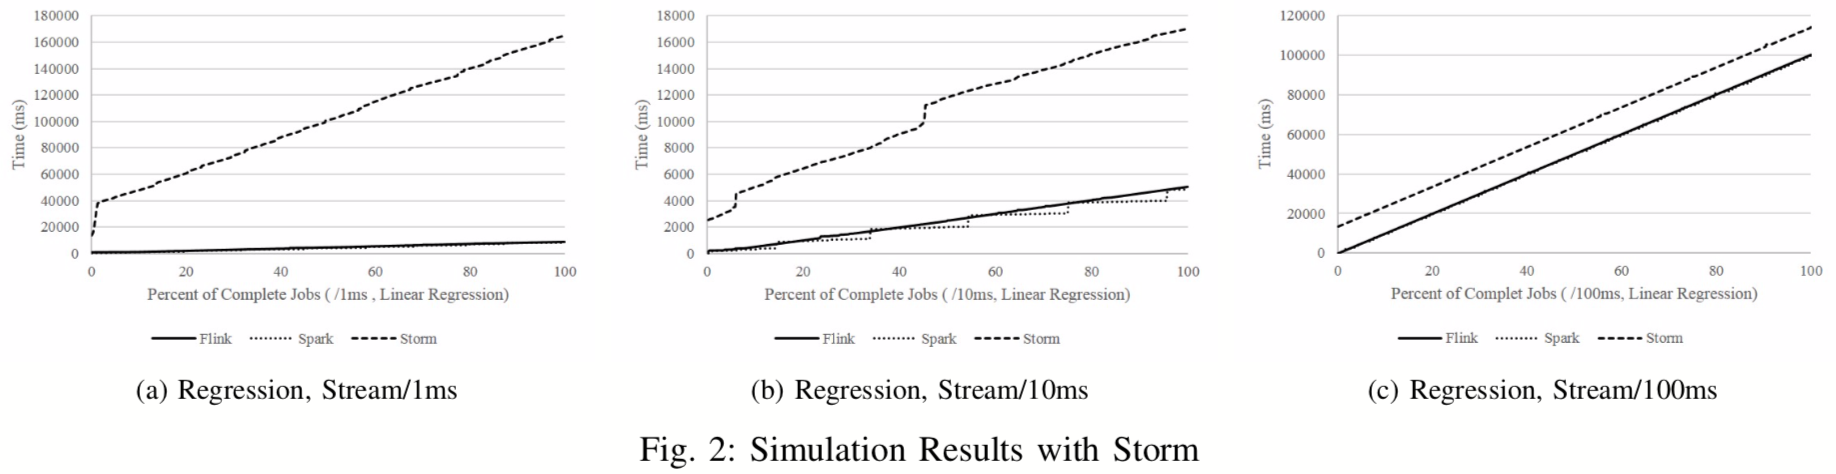 180000
160000
140000
120000
100000
80000
60000
40000
20000
0
Time (ms)
0 20 40 60 80 100
Percent of Complete Jobs ( /1ms , Linear Regression)
Flink Spark Storm
(a) Regression, Stream/1ms
18000
16000
14000
12000
10000
8000
6000
4000
2000
0
Time (ms)
0 20 40 60 80 100
Percent of Complete Jobs ( /10ms, Linear Regression)
Flink Spark Storm
(b) Regression, Stream/10ms
120000
100000
80000
60000
40000
20000
0
Time (ms)
0 20 40 60 80 100
Percent of Complet Jobs ( /100ms, Linear Regression)
Flink Spark Storm
(c) Regression, Stream/100ms
Fig. 2: Simulation Results with Storm